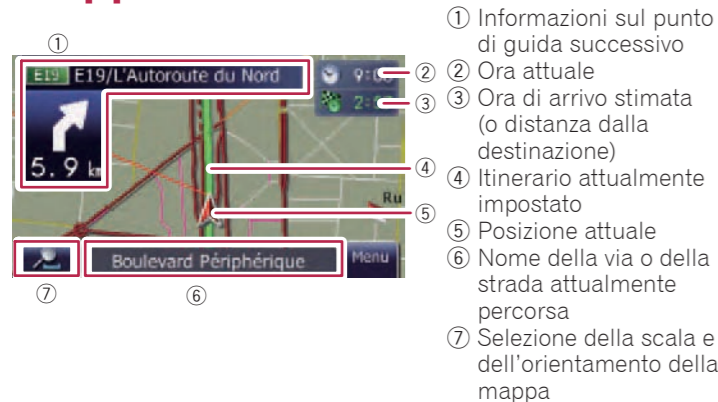 ①
E19 E19/L'Autoroute du Nord
5.9 km
②
③
④
Ru
⑤
Boulevard Périphérique
Menu
⑦
⑥
① Informazioni sul punto
di guida successivo
② Ora attuale
③ Ora di arrivo stimata
(o distanza dalla
destinazione)
④ Itinerario attualmente
impostato
⑤ Posizione attuale
⑥ Nome della via o della
strada attualmente
percorsa
⑦ Selezione della scala e
dell'orientamento della
mappa